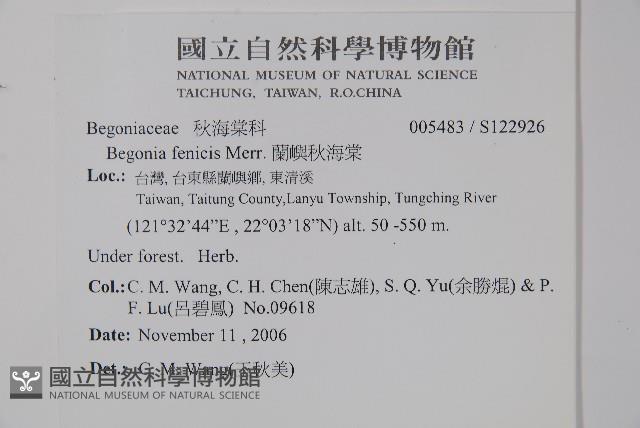 國立自然科學博物館
NATIONAL MUSEUM OF NATURAL SCIENCE
TAICHUNG, TAIWAN, R.O.CHINA
Begoniaceae 秋海棠科 005483 / S122926
Begonia fenicis Merr. 蘭嶼秋海棠
Loc.: 台灣, 台東縣蘭嶼鄉, 東清溪
Taiwan, Taitung County,Lanyu Township, Tungching River
(121°32'44"E , 22°03'18"N) alt. 50 -550 m.
Under forest. Herb.
Col.: C. M. Wang, C. H. Chen(陳志雄), S. Q. Yu(余勝焜) & P.
F. Lu(呂碧鳳) No.09618
Date: November 11 , 2006
Det.: C. M. Wang(王秋美)
國立自然科學博物館
NATIONAL MUSEUM OF NATURAL SCIENCE